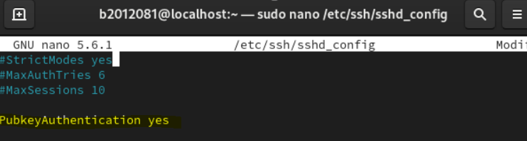 b2012081@localhost:~ — sudo nano /etc/ssh/sshd_config
GNU nano 5.6.1 /etc/ssh/sshd_config Modif
#StrictModes yes
#MaxAuthTries 6
#MaxSessions 10
PubkeyAuthentication yes